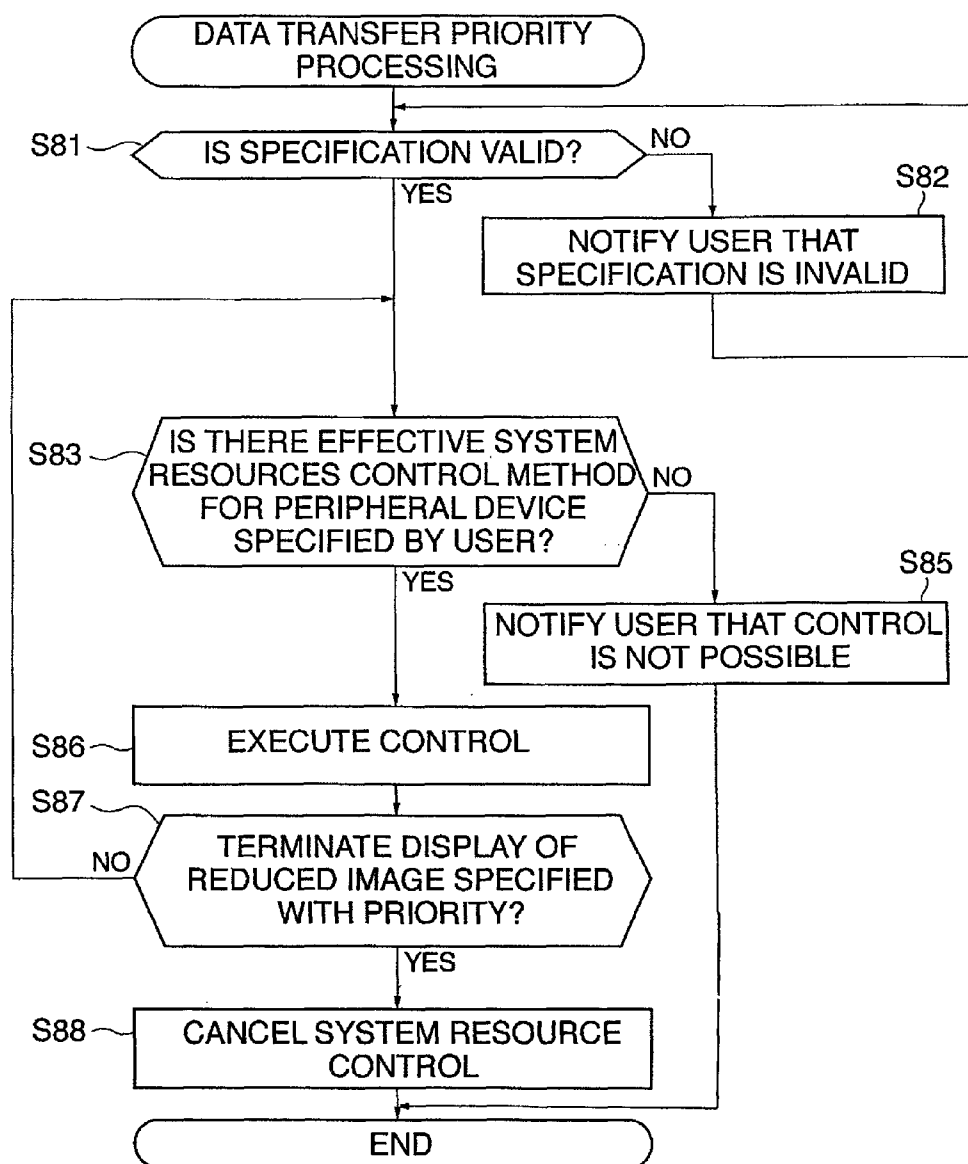 DATA TRANSFER PRIORITY
PROCESSING
S81
IS SPECIFICATION VALID?
NO
YES
S82
NOTIFY USER THAT
SPECIFICATION IS INVALID
S83
IS THERE EFFECTIVE SYSTEM
RESOURCES CONTROL METHOD
FOR PERIPHERAL DEVICE
SPECIFIED BY USER?
NO
YES
S85
NOTIFY USER THAT CONTROL
IS NOT POSSIBLE
S86
EXECUTE CONTROL
S87
NO
TERMINATE DISPLAY OF
REDUCED IMAGE SPECIFIED
WITH PRIORITY?
YES
S88
CANCEL SYSTEM RESOURCE
CONTROL
END